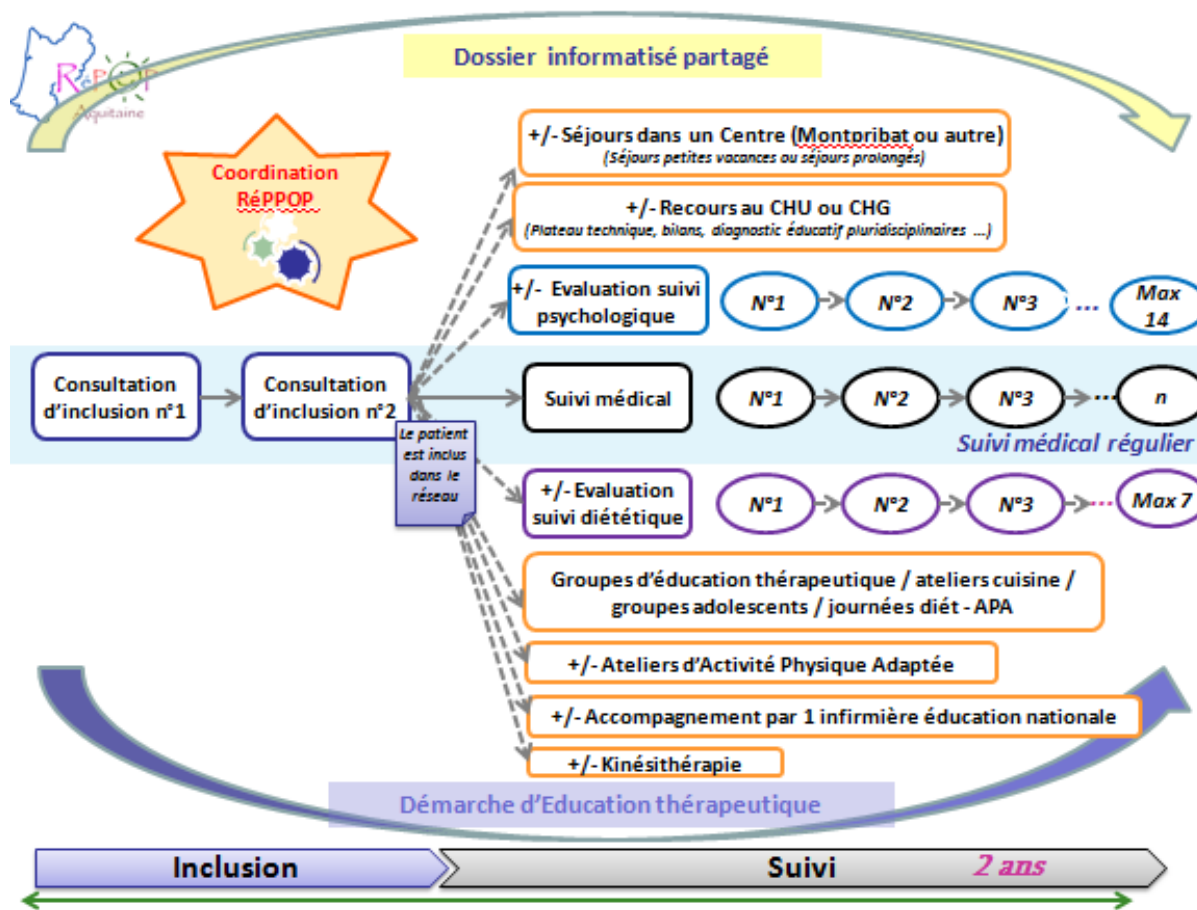 Dossier informatisé partagé
RéPPOP
Aquitaine
Coordination
RéPPOP
+/- Séjours dans un Centre (Montpribat ou autre)
(Séjours petites vacances ou séjours prolongés)
+/- Recours au CHU ou CHG
(Plateau technique, bilans, diagnostic éducatif pluridisciplinaires ...)
+/- Evaluation suivi
psychologique
N°1
N°2
N°3
...
Max
14
Consultation
d'inclusion n°1
Consultation
d'inclusion n°2
Suivi médical
N°1
N°2
N°3
...
n
Suivi médical régulier
Le patient
est inclus
dans le
réseau
+/- Evaluation
suivi diététique
N°1
N°2
N°3
...
Max 7
Groupes d'éducation thérapeutique / ateliers cuisine /
groupes adolescents / journées diét - APA
+/- Ateliers d'Activité Physique Adaptée
+/- Accompagnement par 1 infirmière éducation nationale
+/- Kinésithérapie
Démarche d'Education thérapeutique
Inclusion
Suivi 2 ans